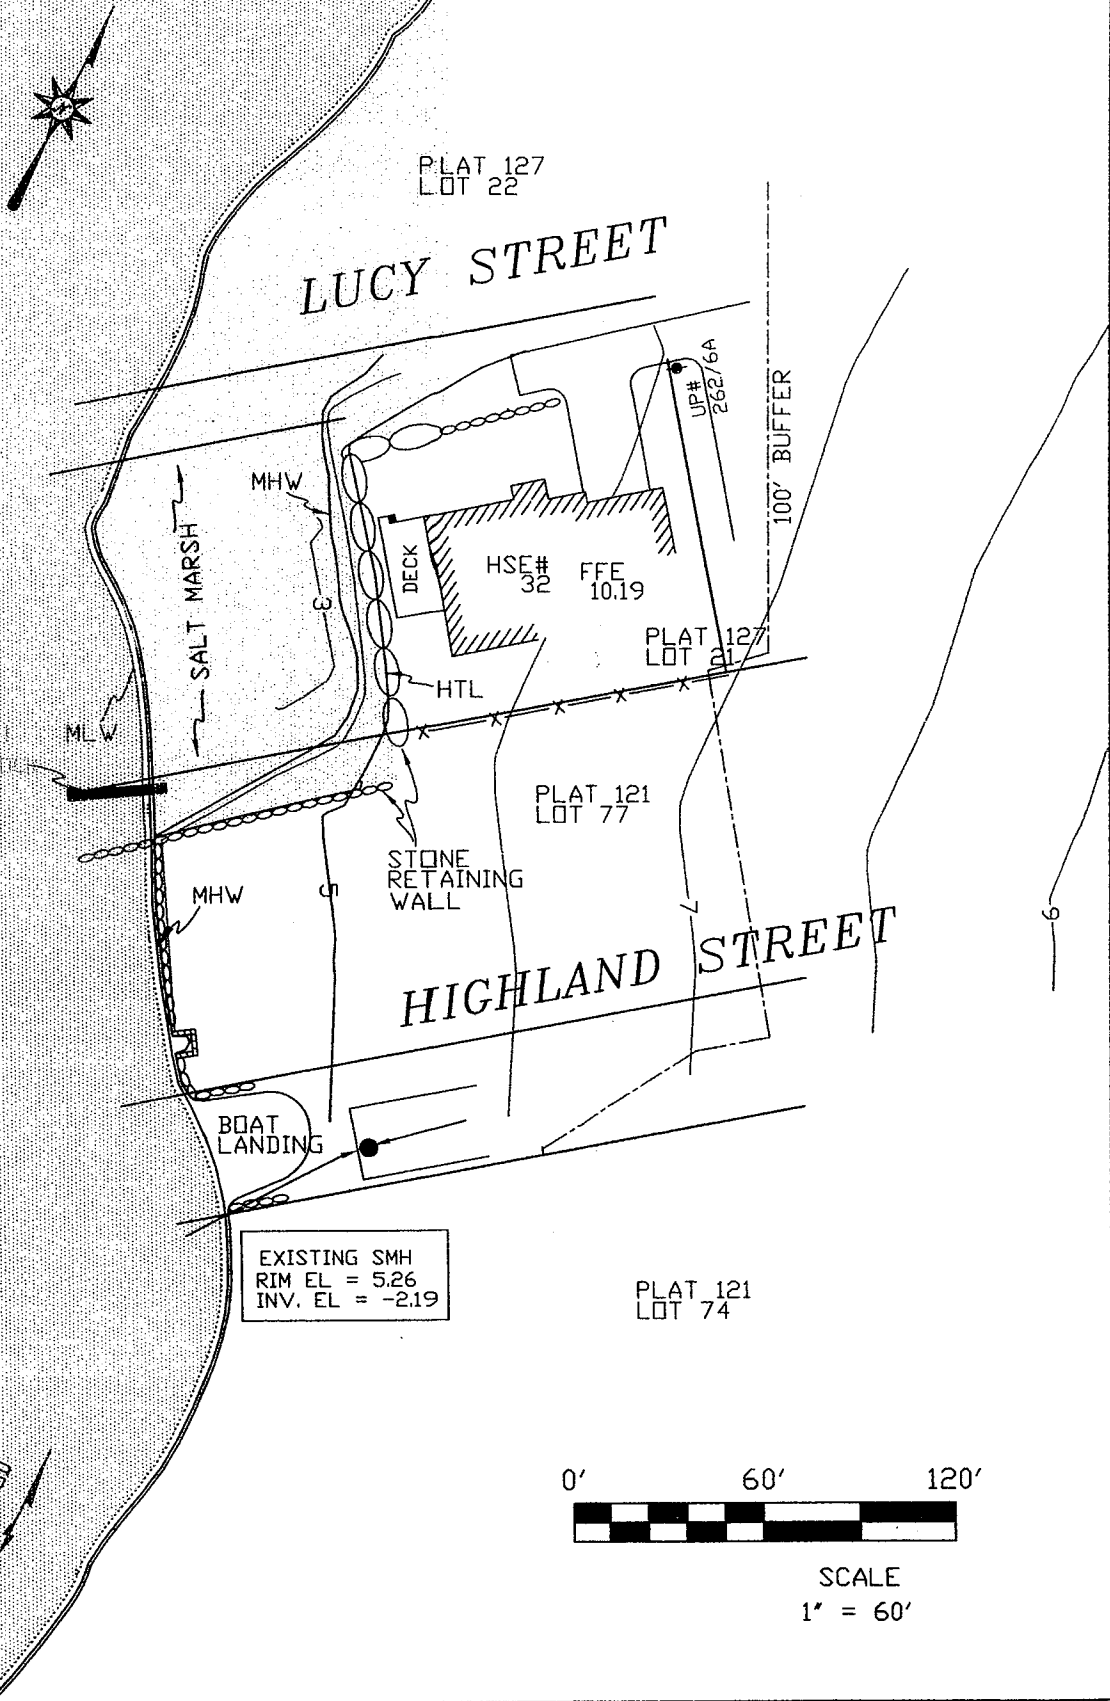 N
PLAT 127
LOT 22
LUCY STREET
UP#
262/6A
100' BUFFER
MHW
SALT MARSH
3
DECK
HSE#
32
FFE
10.19
PLAT 127
LOT 21
HTL
MLW
PLAT 121
LOT 77
STONE
RETAINING
WALL
5
MHW
7
9
HIGHLAND STREET
BOAT
LANDING
EXISTING SMH
RIM EL = 5.26
INV. EL = -2.19
PLAT 121
LOT 74
0' 60' 120'
SCALE
1" = 60'